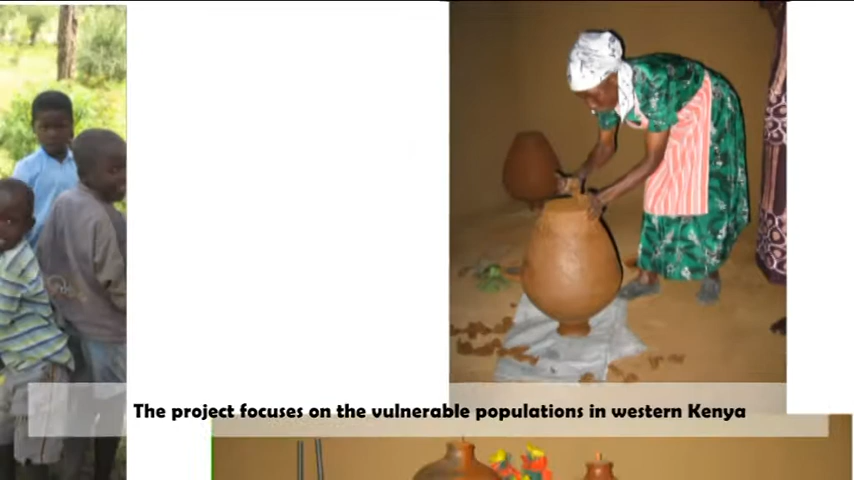 The project focuses on the vulnerable populations in western Kenya